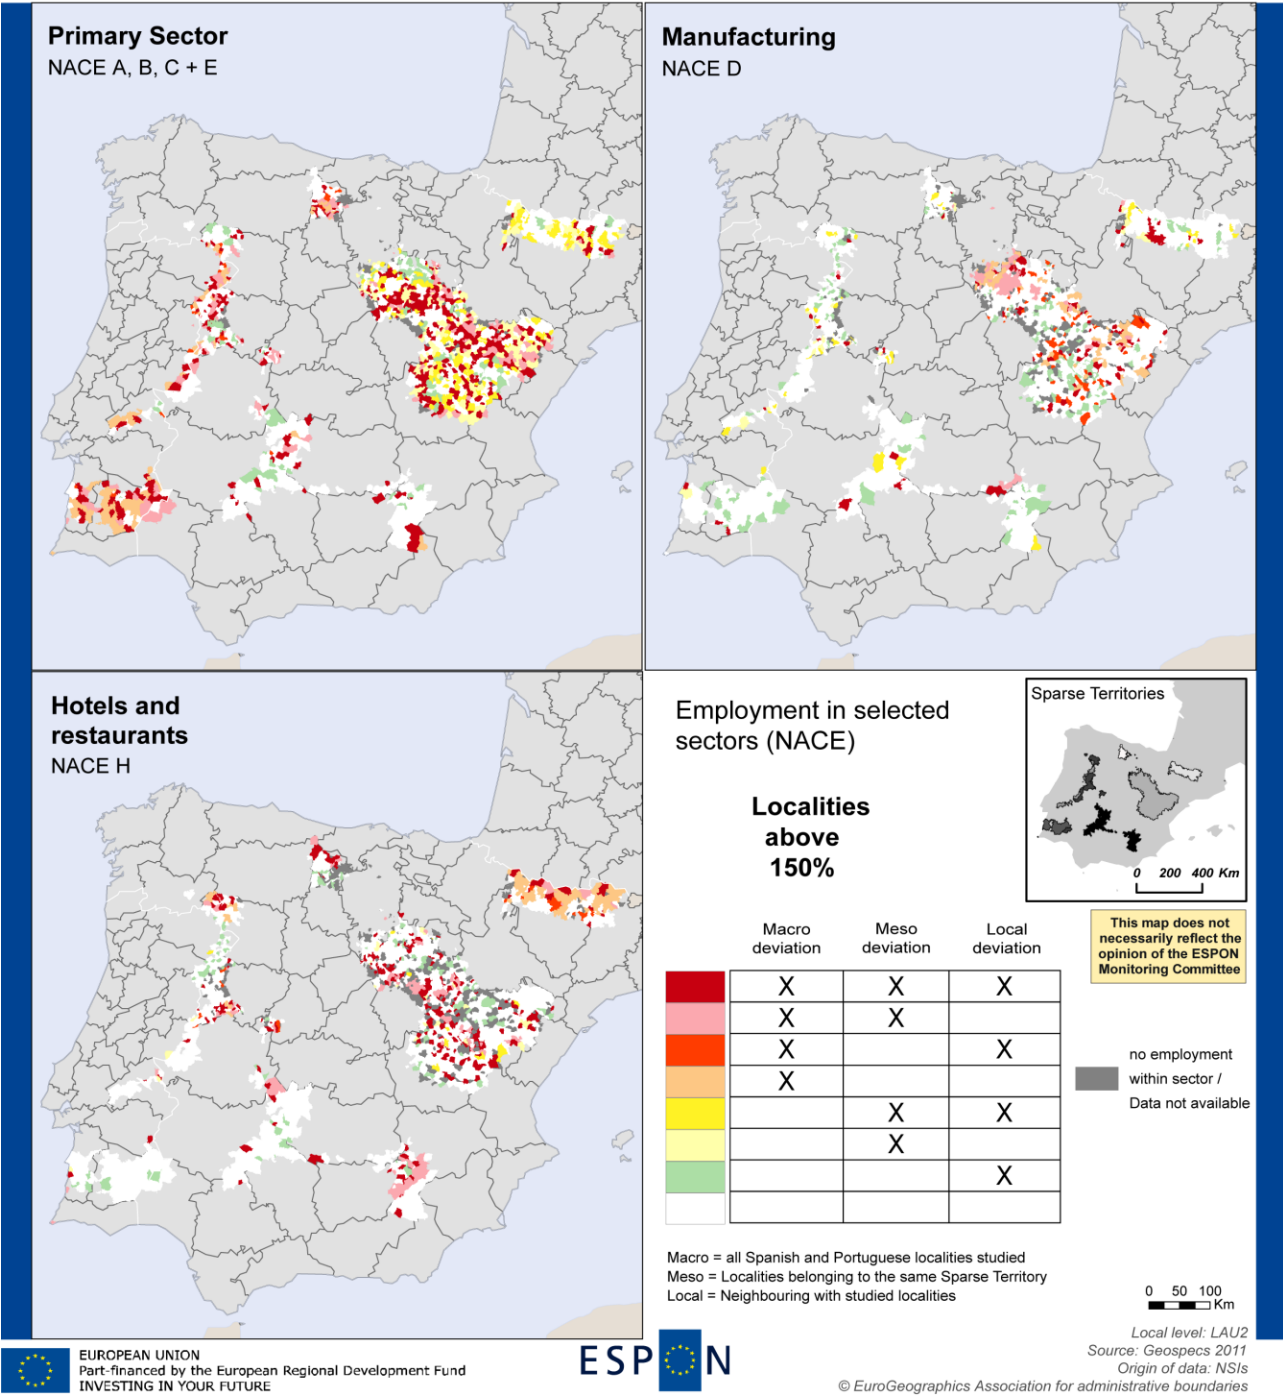 Primary Sector
NACE A, B, C + E
Manufacturing
NACE D
Hotels and
restaurants
NACE H
Employment in selected
sectors (NACE)
Localities
above
150%
Sparse Territories
0 200 400 Km
This map does not
necessarily reflect the
opinion of the ESPON
Monitoring Committee
Macro
deviation
Meso
deviation
Local
deviation
X X X
X X
X X
X
X X
X
X
no employment
within sector /
Data not available
Macro = all Spanish and Portuguese localities studied
Meso = Localities belonging to the same Sparse Territory
Local = Neighbouring with studied localities
0 50 100
Km
EUROPEAN UNION
Part-financed by the European Regional Development Fund
INVESTING IN YOUR FUTURE
ESPON
Local level: LAU2
Source: Geospecs 2011
Origin of data: NSIs
© EuroGeographics Association for administrative boundaries